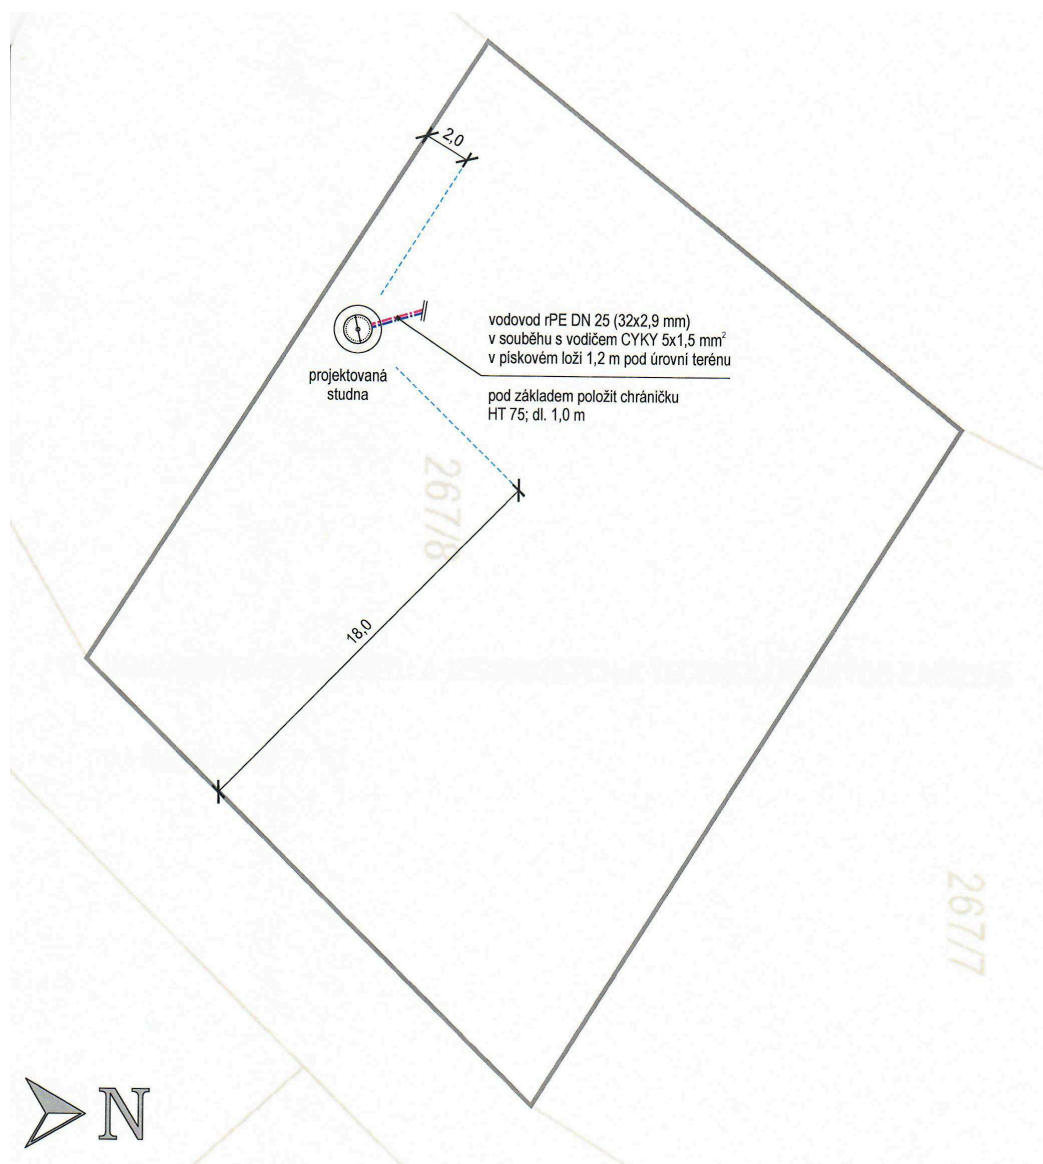 2,0
vodovod rPE DN 25 (32x2,9 mm)
v souběhu s vodičem CYKY 5x1,5 mm²
v pískovém loži 1,2 m pod úrovní terénu
projektovaná
studna
pod základem položit chráničku
HT 75; dl. 1,0 m
267/8
18,0
267/7
N